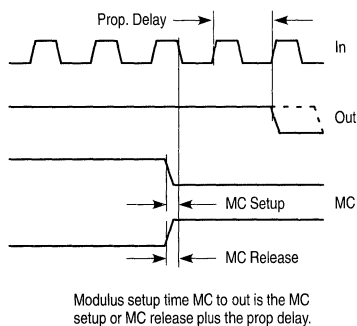 Prop. Delay
In
Out
MC Setup
MC
MC Release
Modulus setup time MC to out is the MC
setup or MC release plus the prop delay.